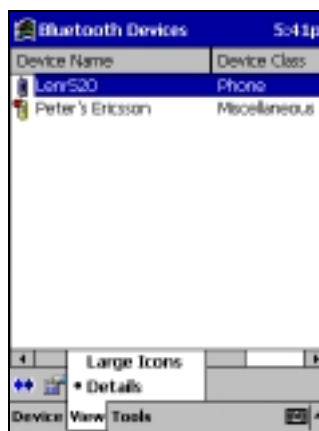 Bluetooth Devices 5:41p
Device Name Device Class
Lenr520 Phone
Peter's Ericsson Miscellaneous
Large Icons
• Details
Device View Tools